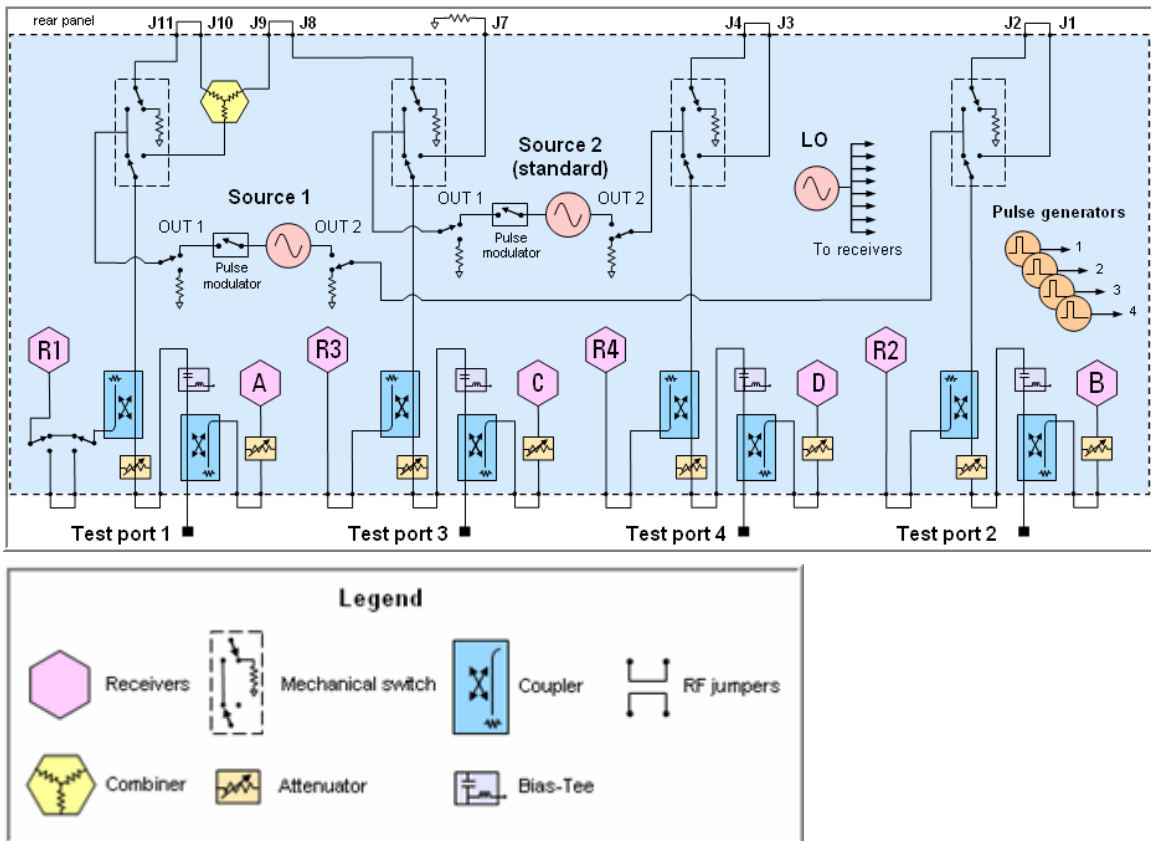 rear panel
J11 J10 J9 J8 J7 J4 J3 J2 J1
Source 2
(standard)
LO
Source 1
OUT 1
OUT 2
Pulse generators
OUT 1
OUT 2
Pulse
modulator
To receivers
1
2
3
4
Pulse
modulator
R1
A
R3
C
R4
D
R2
B
Test port 1
Test port 3
Test port 4
Test port 2
Legend
Receivers
Mechanical switch
Coupler
RF jumpers
Combiner
Attenuator
Bias-Tee